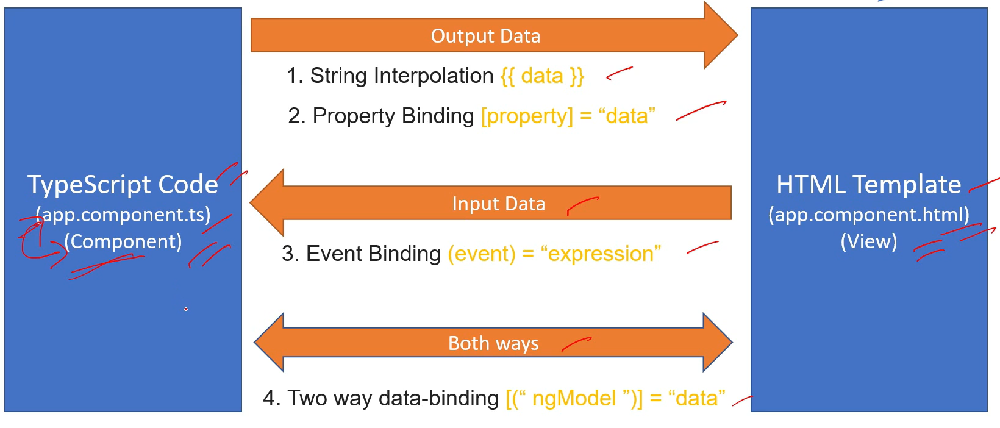 Output Data
1. String Interpolation {{ data }}
2. Property Binding [property] = “data”
TypeScript Code
(app.component.ts)
(Component)
Input Data
3. Event Binding (event) = “expression”
HTML Template
(app.component.html)
(View)
Both ways
4. Two way data-binding [(“ ngModel ”)] = “data”